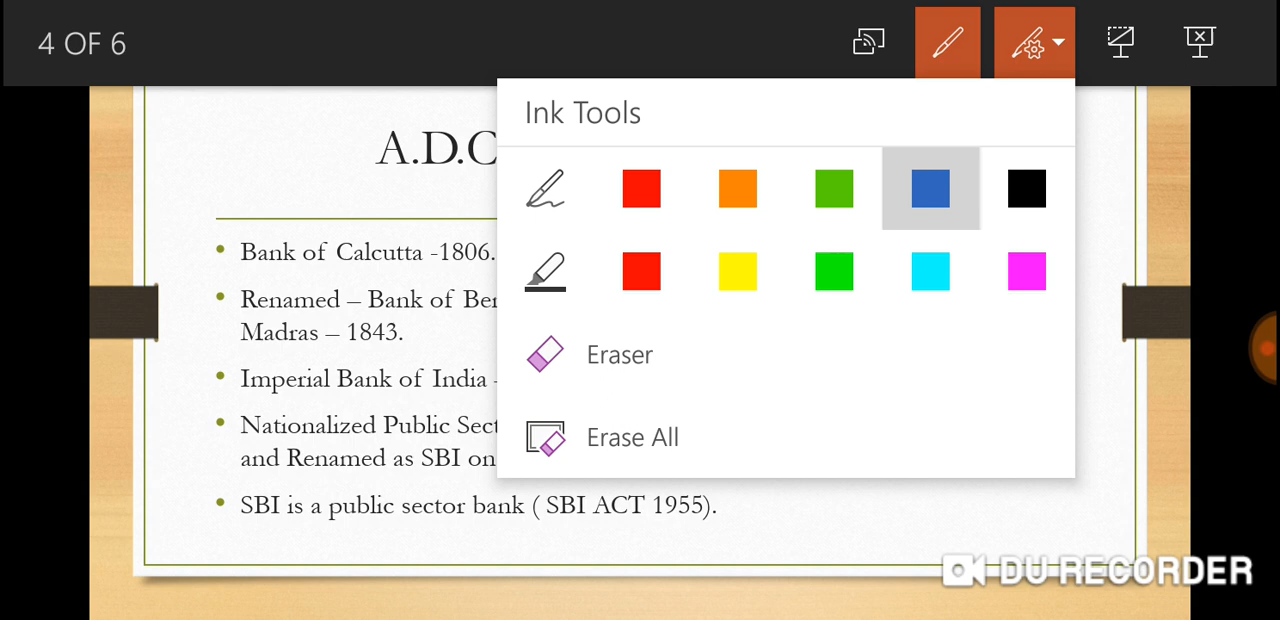 4 OF 6
Ink Tools
A.D.C
Bank of Calcutta -1806.
Renamed – Bank of Ben
Madras – 1843.
Imperial Bank of India -
Nationalized Public Sect
and Renamed as SBI on
SBI is a public sector bank ( SBI ACT 1955).
Eraser
Erase All
DU RECORDER